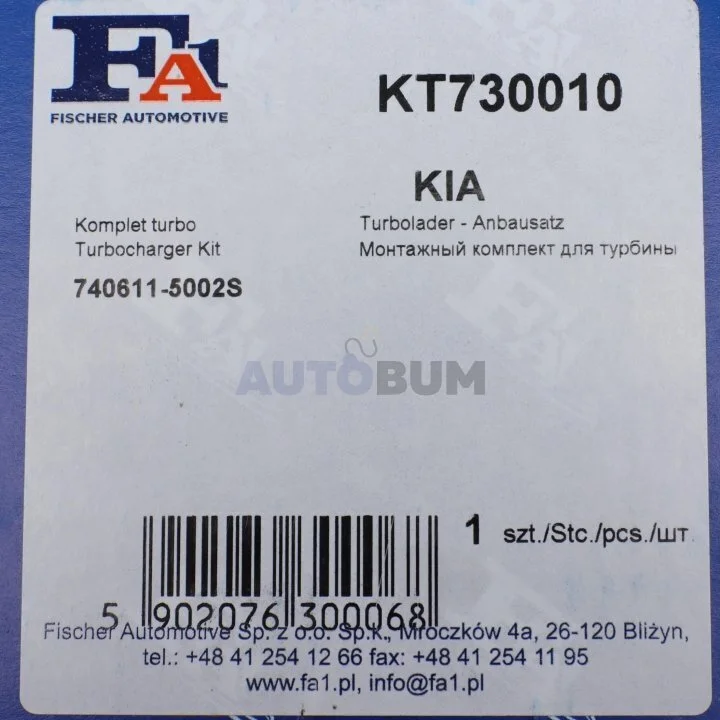 FA1
FISCHER AUTOMOTIVE
KT730010
KIA
Komplet turbo
Turbocharger Kit
Turbolader - Anbausatz
Монтажный комплект для турбины
740611-5002S
AUTOBUM
1 szt./Stc./pcs./шт.
5 902076 300068
Fischer Automotive Sp. z o.o. Sp.k., Mroczków 4a, 26-120 Bliżyn,
tel.: +48 41 254 12 66 fax: +48 41 254 11 95
www.fa1.pl, info@fa1.pl